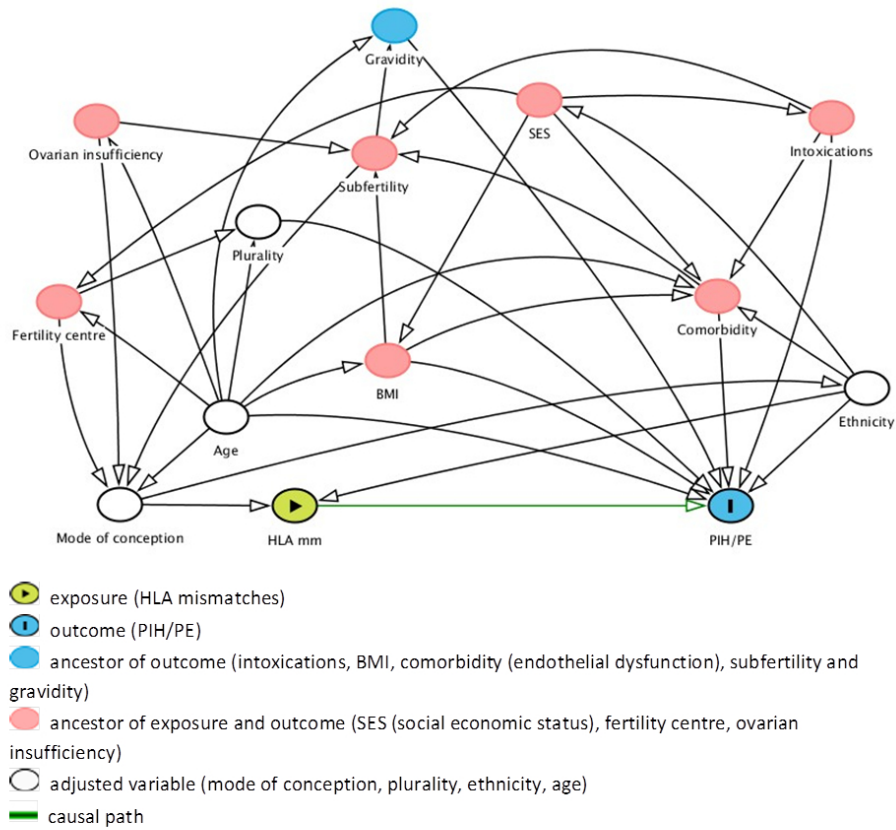 Gravidity
SES
Ovarian insufficiency
Intoxications
Subfertility
Plurality
Fertility centre
Comorbidity
BMI
Ethnicity
Age
Mode of conception
HLA mm
PIH/PE
exposure (HLA mismatches)
outcome (PIH/PE)
ancestor of outcome (intoxications, BMI, comorbidity (endothelial dysfunction), subfertility and
gravidity)
ancestor of exposure and outcome (SES (social economic status), fertility centre, ovarian
insufficiency)
adjusted variable (mode of conception, plurality, ethnicity, age)
causal path